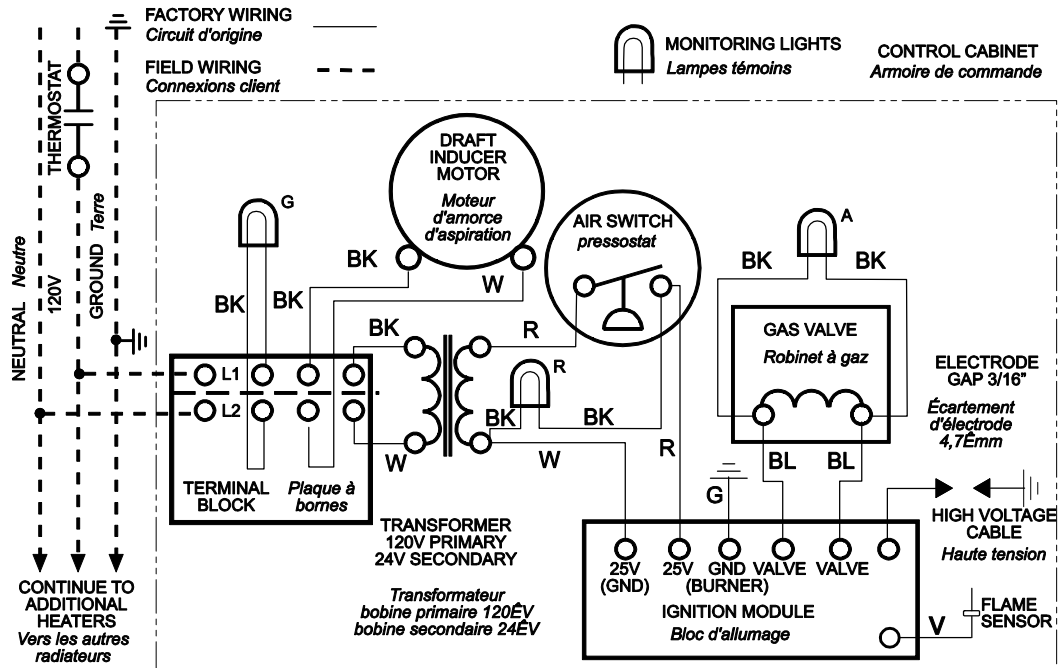 FACTORY WIRING
Circuit d'origine
FIELD WIRING
Connexions client
MONITORING LIGHTS
Lampes témoins
CONTROL CABINET
Armoire de commande
THERMOSTAT
NEUTRAL Neutre
120V
GROUND Terre
G
DRAFT
INDUCER
MOTOR
Moteur
d'amorce
d'aspiration
AIR SWITCH
pressostat
A
BK
BK
BK
BK
BK
W
BK
R
R
BK
BK
W
W
R
GAS VALVE
Robinet à gaz
ELECTRODE
GAP 3/16”
Écartement
d'électrode
4,7Êmm
L1
L2
TERMINAL
BLOCK
Plaque à
bornes
BL
BL
G
HIGH VOLTAGE
CABLE
Haute tension
TRANSFORMER
120V PRIMARY
24V SECONDARY
Transformateur
bobine primaire 120ÊV
bobine secondaire 24ÊV
25V
(GND)
25V
GND
(BURNER)
VALVE
VALVE
IGNITION MODULE
Bloc d'allumage
V
FLAME
SENSOR
CONTINUE TO
ADDITIONAL
HEATERS
Vers les autres
radiateurs